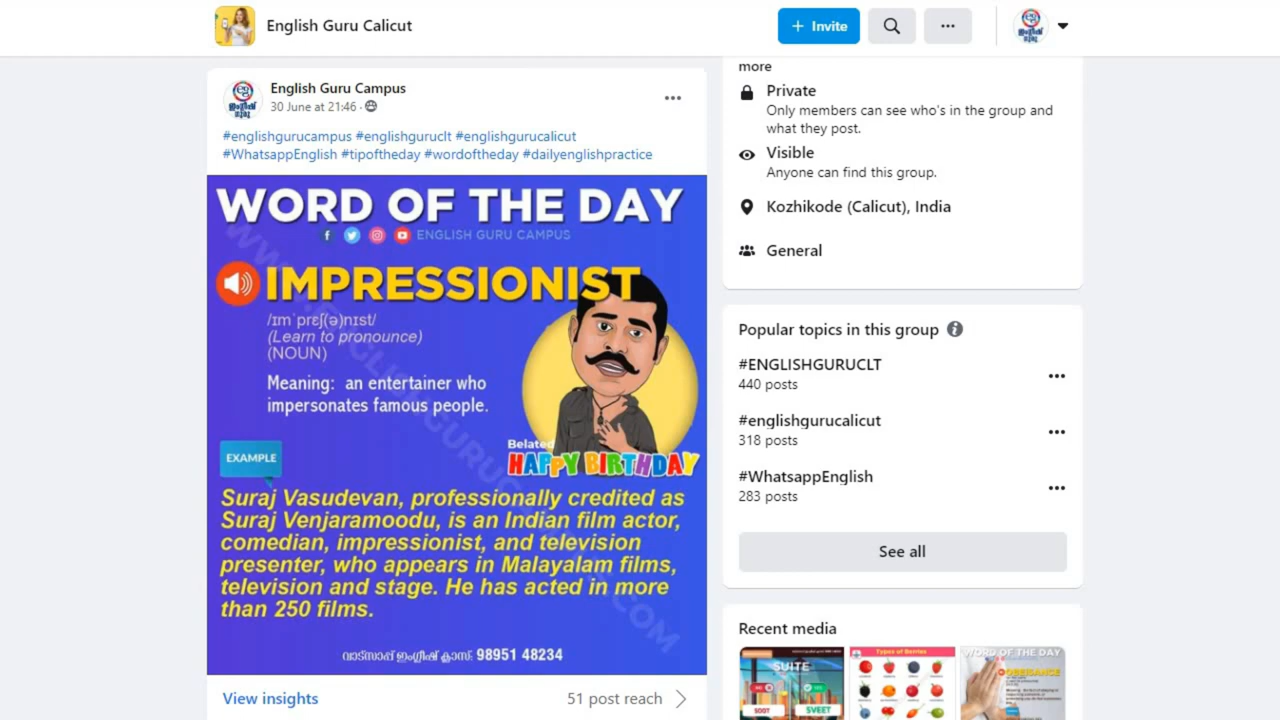 English Guru Calicut
+ Invite
English Guru Campus
30 June at 21:46 ·
#englishgurucampus #englishguruclt #englishgurucalicut
#WhatsappEnglish #tipoftheday #wordoftheday #dailyenglishpractice
WORD OF THE DAY
ENGLISH GURU CAMPUS
IMPRESSIONIST
/ɪmˈprɛʃ(ə)nɪst/
(Learn to pronounce)
(NOUN)
Meaning: an entertainer who
impersonates famous people.
Belated
HAPPY BIRTHDAY
EXAMPLE
Suraj Vasudevan, professionally credited as
Suraj Venjaramoodu, is an Indian film actor,
comedian, impressionist, and television
presenter, who appears in Malayalam films,
television and stage. He has acted in more
than 250 films.
വാട്സാപ്പ് ഇംഗ്ലീഷ് ക്ലാസ്: 98951 48234
View insights
51 post reach
more
Private
Only members can see who's in the group and
what they post.
Visible
Anyone can find this group.
Kozhikode (Calicut), India
General
Popular topics in this group
#ENGLISHGURUCLT
440 posts
#englishgurucalicut
318 posts
#WhatsappEnglish
283 posts
See all
Recent media
SUITE
SOOT
SVEET
Types of Berries
WORD OF THE DAY
OBEISANCE